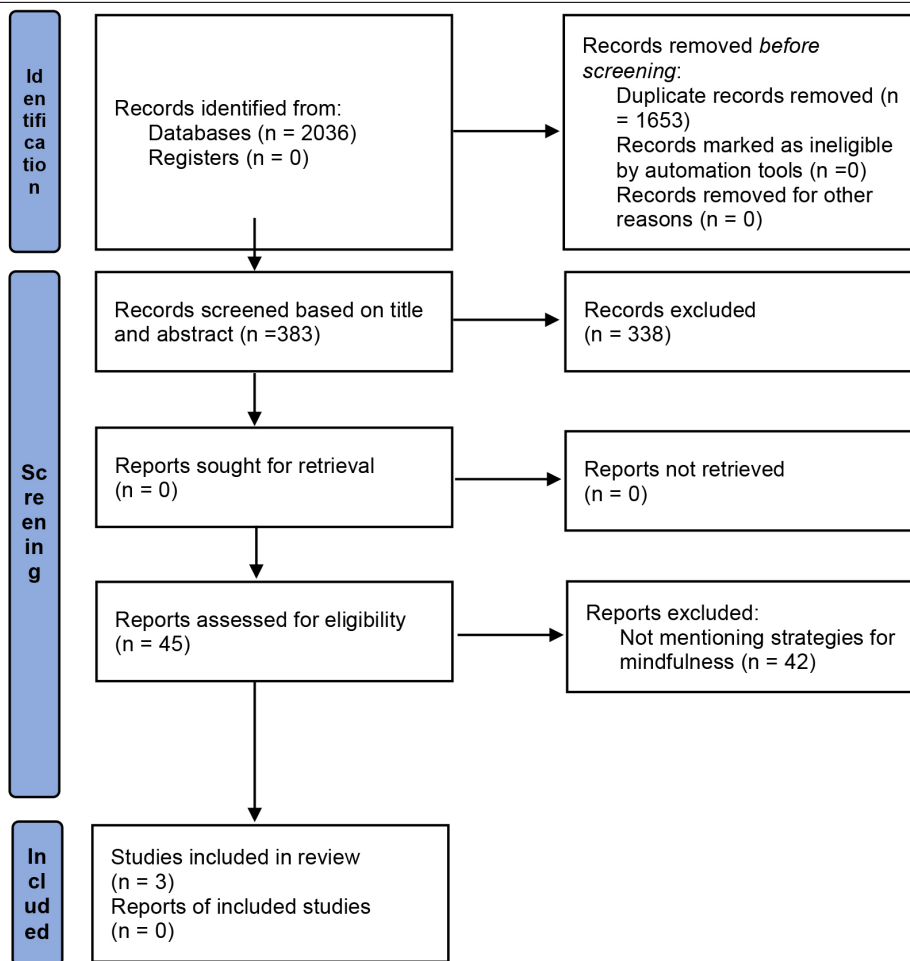 Id
en
tifi
ca
tio
n
Records identified from:
Databases (n = 2036)
Registers (n = 0)
Records removed before
screening:
Duplicate records removed (n
= 1653)
Records marked as ineligible
by automation tools (n =0)
Records removed for other
reasons (n = 0)
Sc
re
en
in
g
Records screened based on title
and abstract (n =383)
Records excluded
(n = 338)
Reports sought for retrieval
(n = 0)
Reports not retrieved
(n = 0)
Reports assessed for eligibility
(n = 45)
Reports excluded:
Not mentioning strategies for
mindfulness (n = 42)
In
cl
ud
ed
Studies included in review
(n = 3)
Reports of included studies
(n = 0)